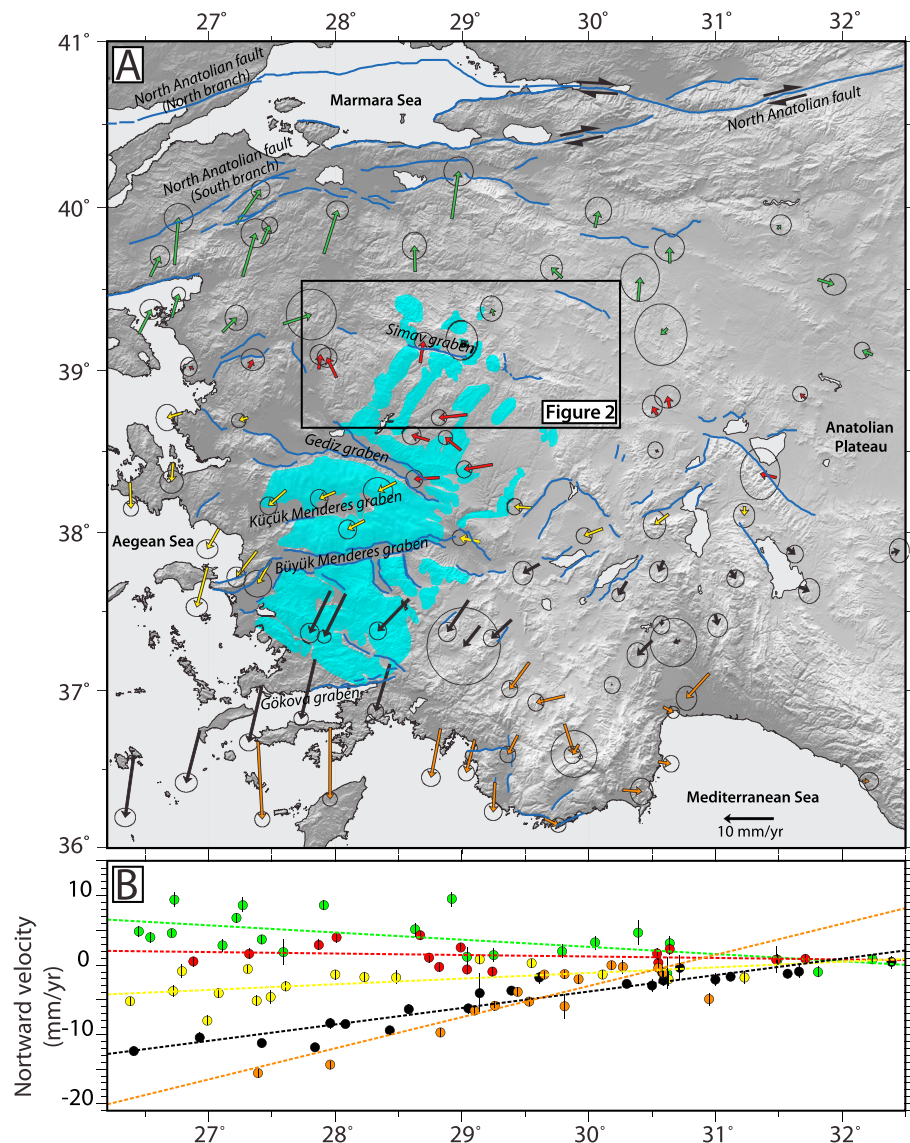 27° 28° 29° 30° 31° 32°
41°
A
North Anatolian fault
(North branch)
Marmara Sea
North Anatolian fault
North Anatolian fault
(South branch)
40°
Simav graben
39°
Figure 2
Anatolian
Plateau
Gediz graben
Küçük Menderes graben
38°
Aegean Sea
Büyük Menderes graben
37°
Gökova graben
Mediterranean Sea
10 mm/yr
36°
B
10
0
-10
-20
Nortward velocity
(mm/yr)
27° 28° 29° 30° 31° 32°